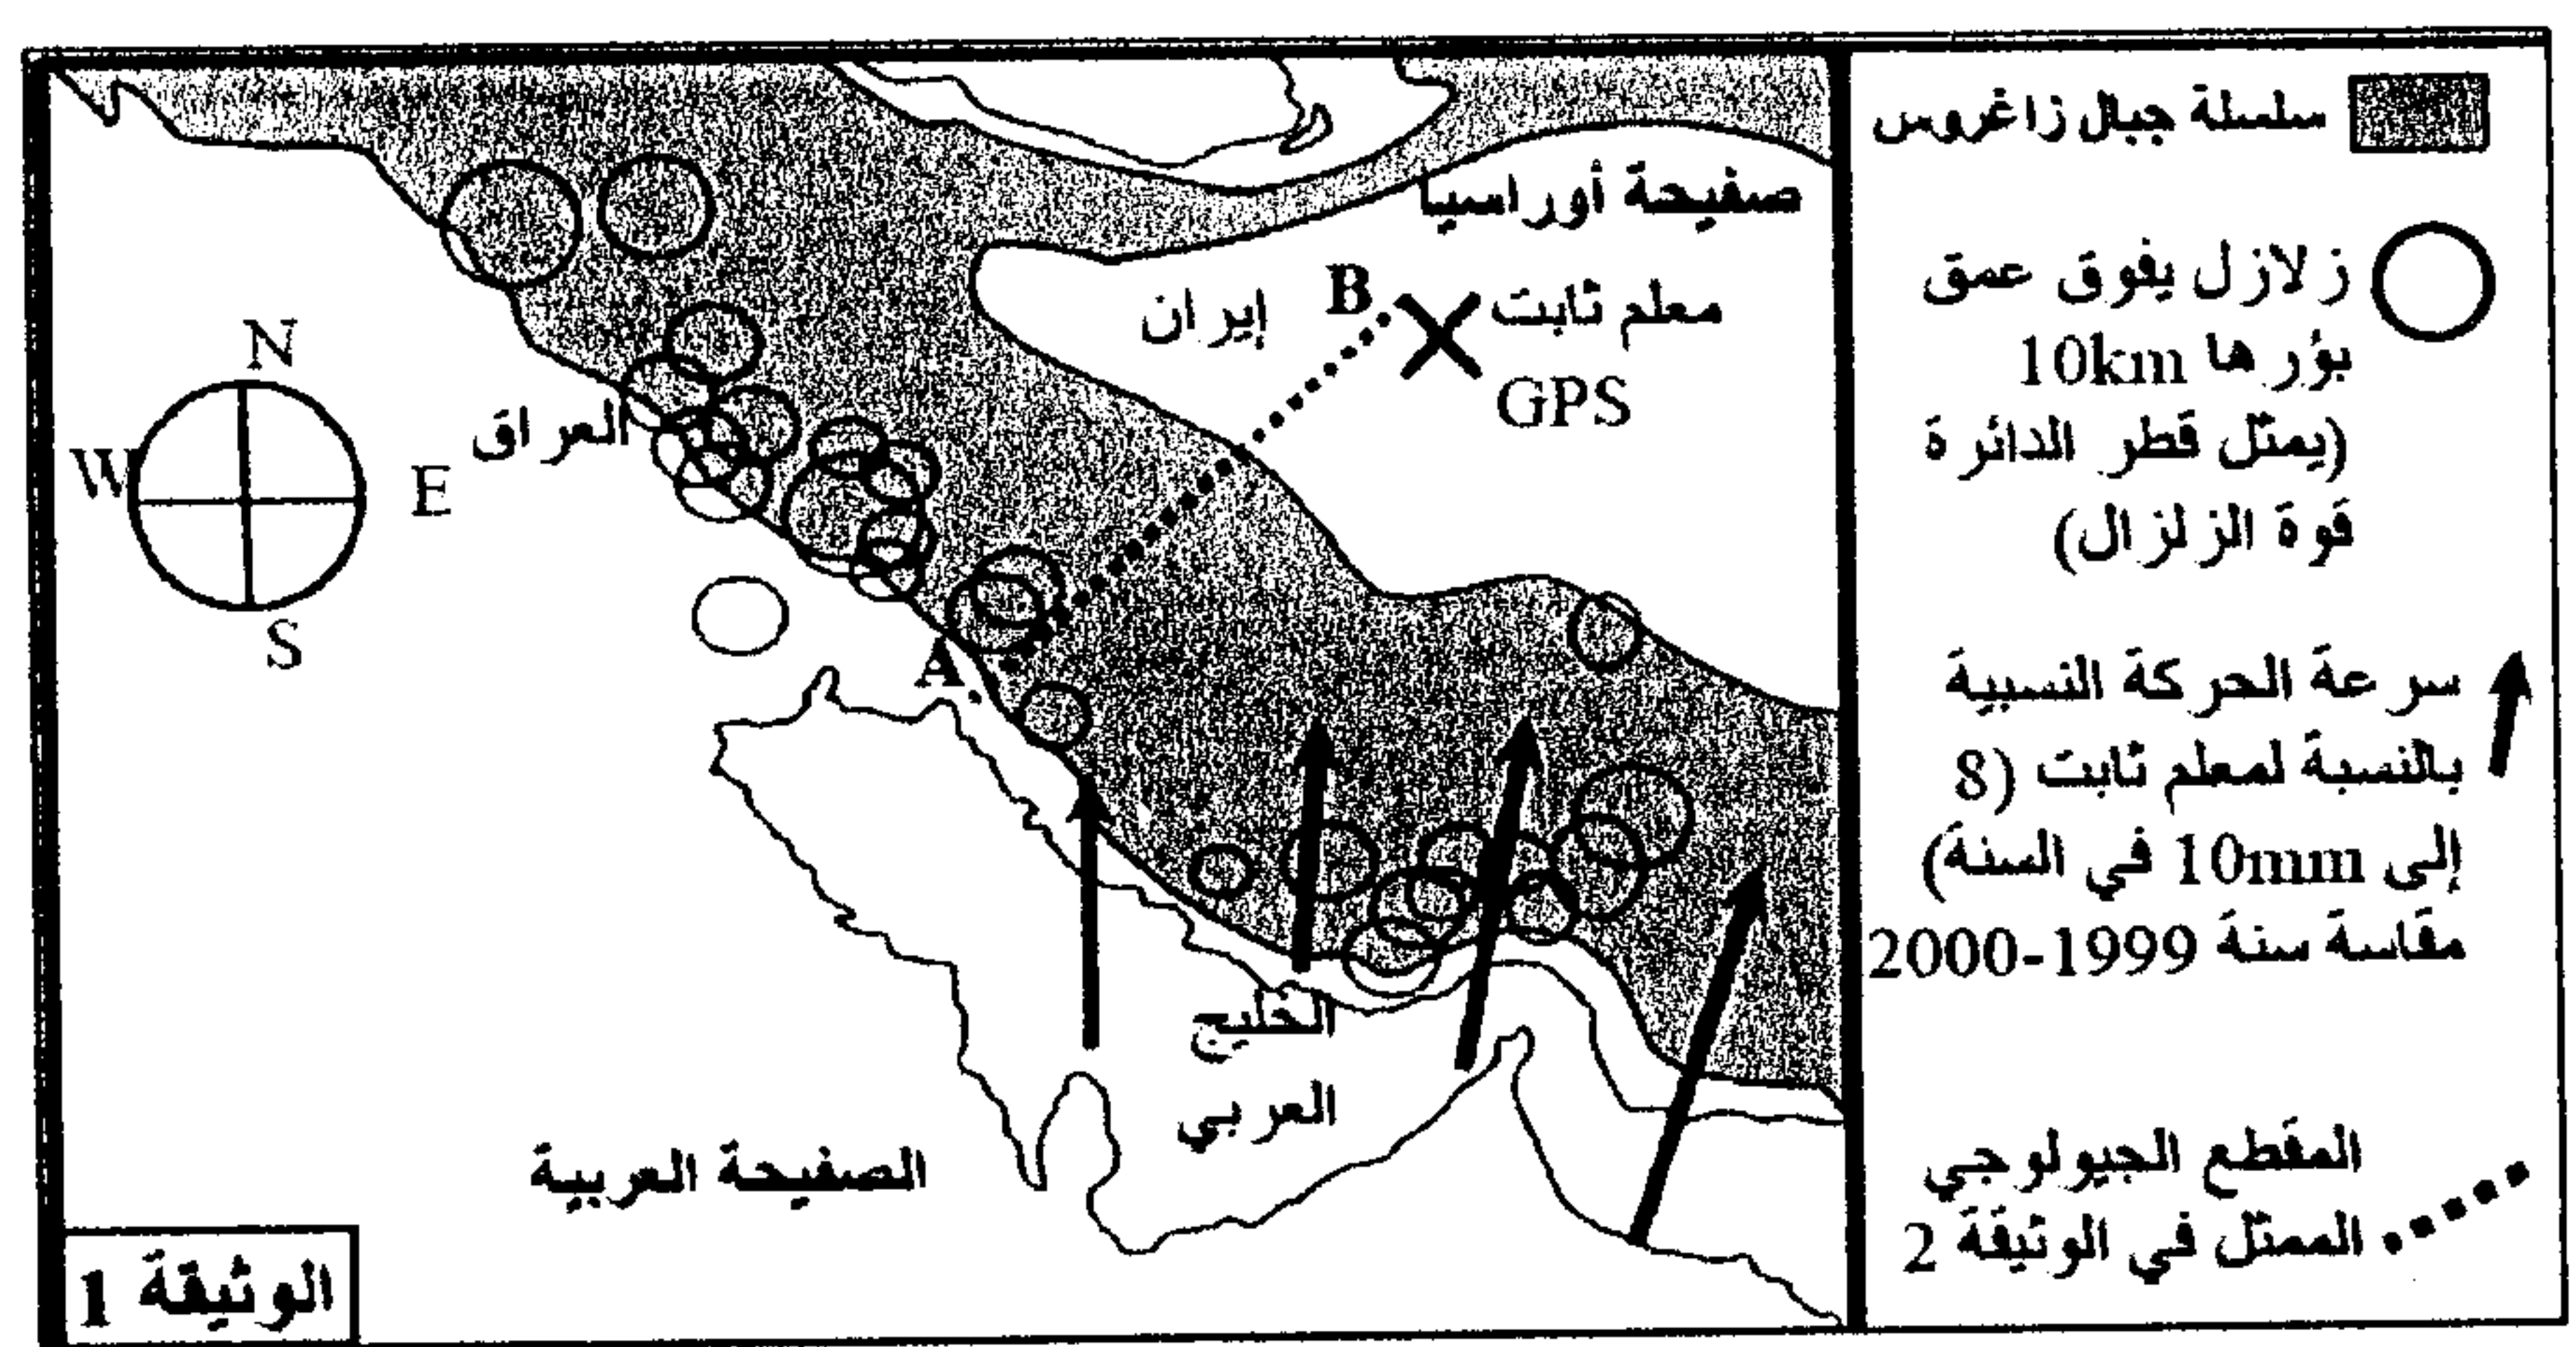 سلسلة جبال زاغروس
زلازل يفوق عمق
بؤرها 10km
(يمثل قطر الدائرة
قوة الزلزال)
سرعة الحركة النسبية
بالنسبة لمعلم ثابت (8
إلى 10mm في السنة)
مقاسة سنة 1999-2000
المقطع الجيولوجي
الممثل في الوثيقة 2
صفيحة أوراسيا
إيران
B
معلم ثابت
GPS
N
W
E
S
العراق
A
الخليج
العربي
الصفيحة العربية
الوثيقة 1